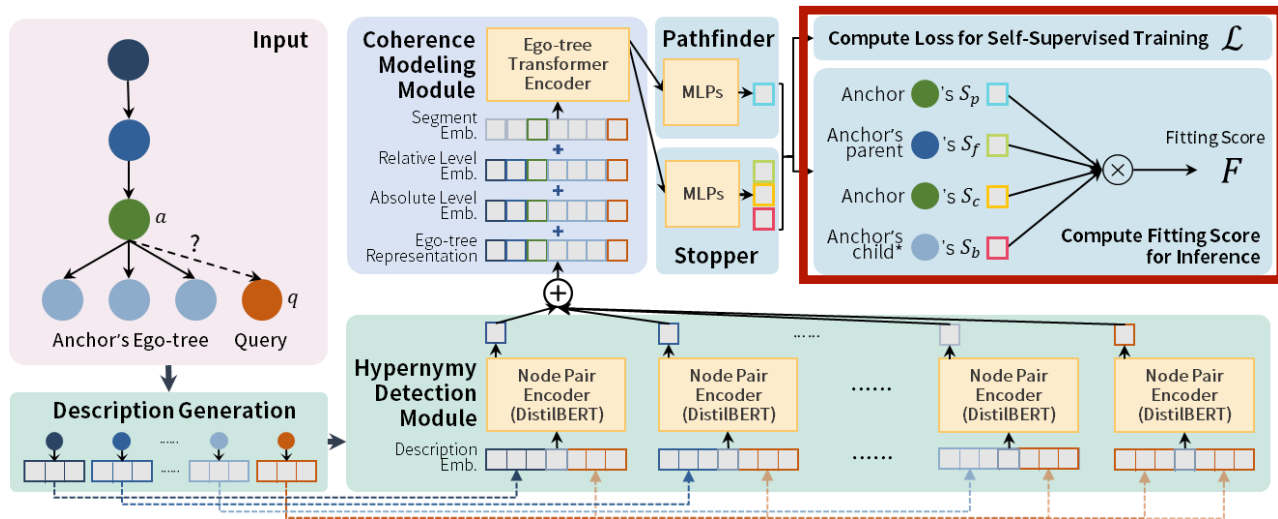 Input
a
?
q
Anchor's Ego-tree
Query
Description Generation
......
......
Coherence
Modeling
Module
Ego-tree
Transformer
Encoder
Segment
Emb.
+
Relative Level
Emb.
+
Absolute Level
Emb.
+
Ego-tree
Representation
Pathfinder
MLPs
MLPs
Stopper
Compute Loss for Self-Supervised Training ℒ
Anchor 's Sₚ
Anchor's
parent 's S_f
Anchor 's S_c
Anchor's
child* 's S_b
×
Fitting Score
F
Compute Fitting Score
for Inference
+
Hypernymy
Detection
Module
......
Node Pair
Encoder
(DistilBERT)
Node Pair
Encoder
(DistilBERT)
......
Node Pair
Encoder
(DistilBERT)
Node Pair
Encoder
(DistilBERT)
Description
Emb.
......